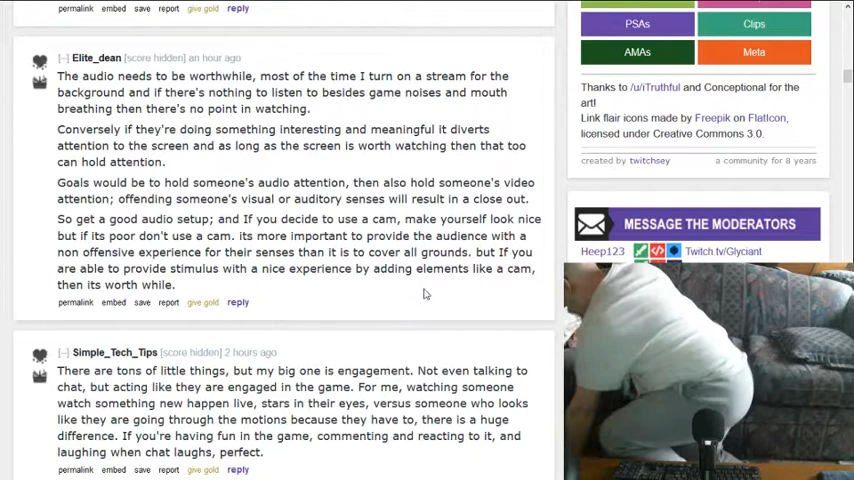 permalink embed save report give gold reply
[–] Elite_dean [score hidden] an hour ago
The audio needs to be worthwhile, most of the time I turn on a stream for the
background and if there's nothing to listen to besides game noises and mouth
breathing then there's no point in watching.
Conversely if they're doing something interesting and meaningful it diverts
attention to the screen and as long as the screen is worth watching then that too
can hold attention.
Goals would be to hold someone's audio attention, then also hold someone's video
attention; offending someone's visual or auditory senses will result in a close out.
So get a good audio setup; and If you decide to use a cam, make yourself look nice
but if its poor don't use a cam. its more important to provide the audience with a
non offensive experience for their senses than it is to cover all grounds. but If you
are able to provide stimulus with a nice experience by adding elements like a cam,
then its worth while.
permalink embed save report give gold reply
[–] Simple_Tech_Tips [score hidden] 2 hours ago
There are tons of little things, but my big one is engagement. Not even talking to
chat, but acting like they are engaged in the game. For me, watching someone
watch something new happen live, stars in their eyes, versus someone who looks
like they are going through the motions because they have to, there is a huge
difference. If you're having fun in the game, commenting and reacting to it, and
laughing when chat laughs, perfect.
permalink embed save report give gold reply
PSAs Clips
AMAs Meta
Thanks to /u/iTruthful and Conceptional for the
art!
Link flair icons made by Freepik on FlatIcon,
licensed under Creative Commons 3.0.
created by twitchsey a community for 8 years
MESSAGE THE MODERATORS
Heep123 Twitch.tv/Glyciant